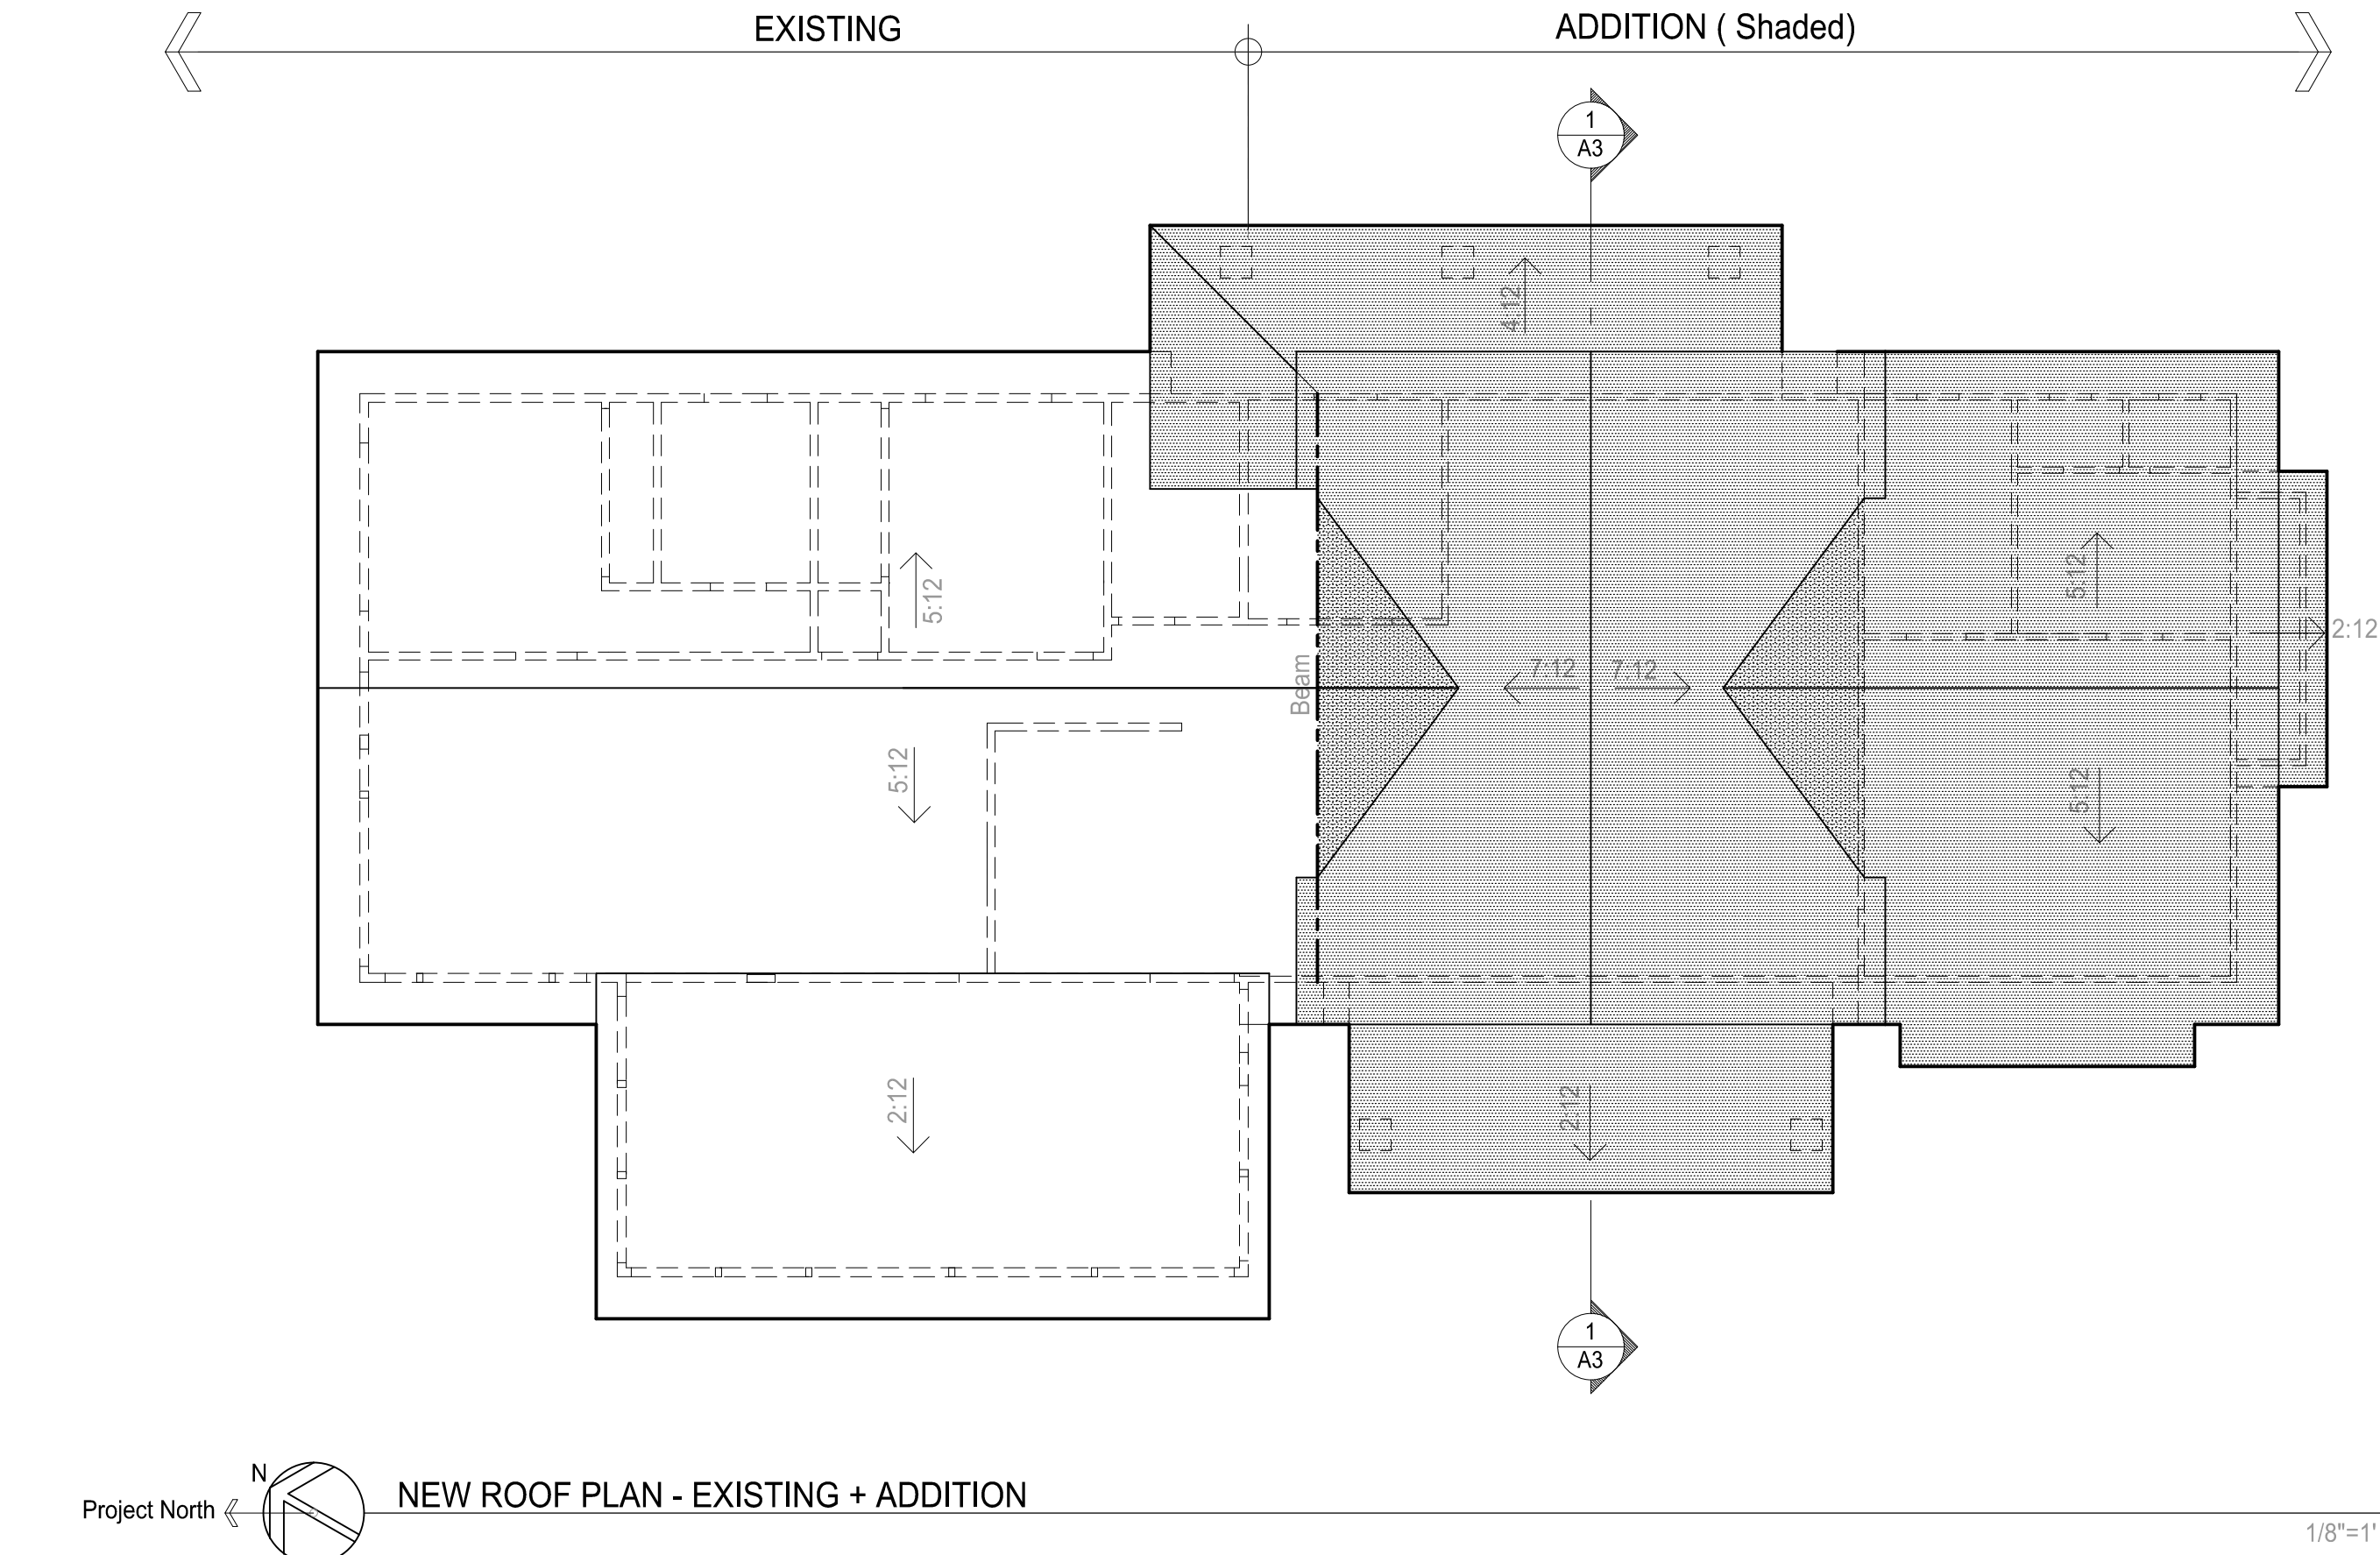 EXISTING
ADDITION ( Shaded)
1
A3
4:12
5:12
5:12
2:12
7:12 7:12
Beam
5:12
5:12
2:12
2:12
1
A3
N
Project North
NEW ROOF PLAN - EXISTING + ADDITION
1/8"=1'